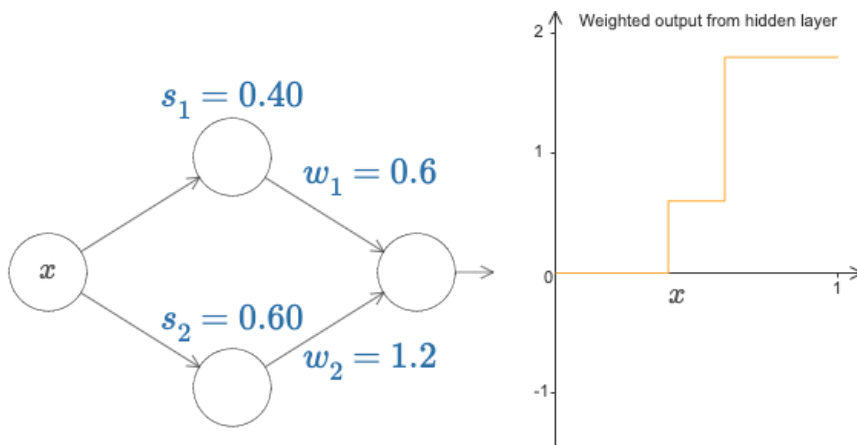 s₁ = 0.40
w₁ = 0.6
x
s₂ = 0.60
w₂ = 1.2
Weighted output from hidden layer
2
1
0
x
1
-1